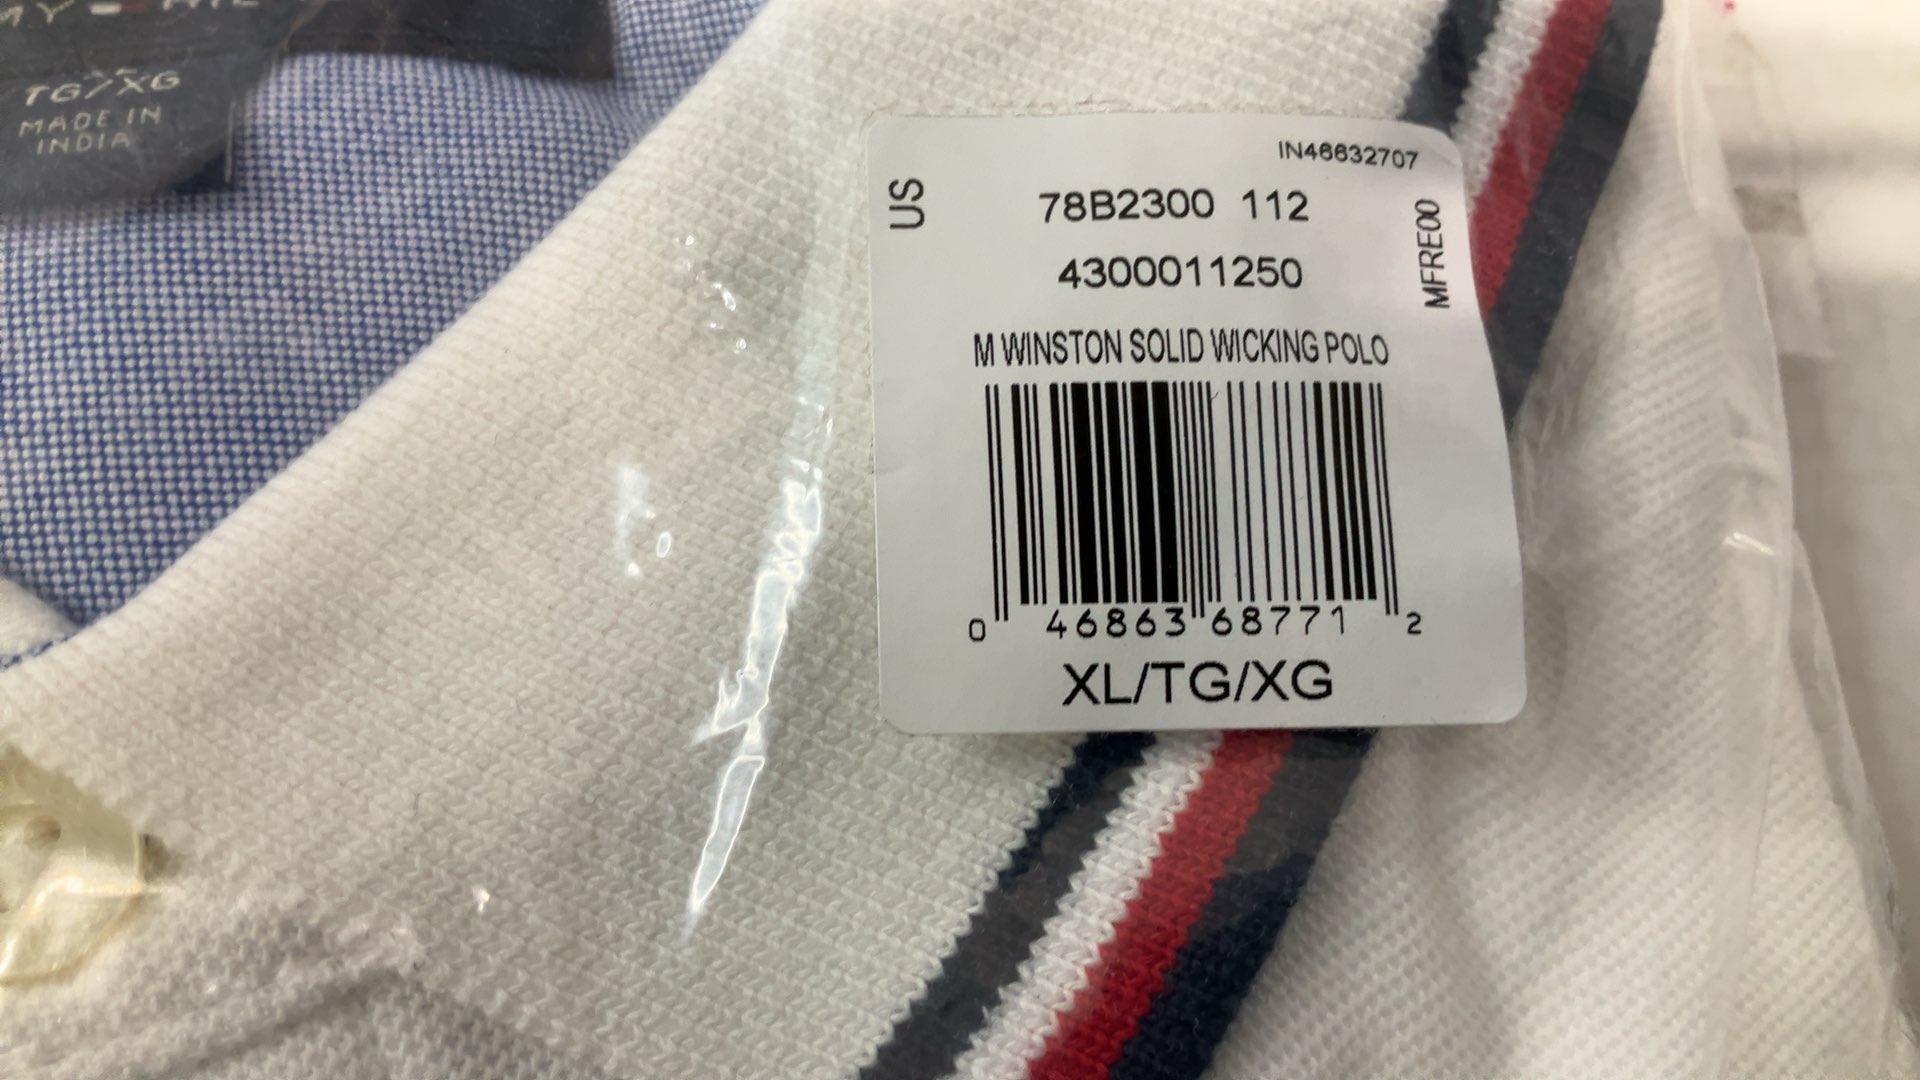 TG/XG
MADE IN
INDIA
IN46632707
US
78B2300 112
MFRE00
4300011250
M WINSTON SOLID WICKING POLO
0 46863 68771 2
XL/TG/XG